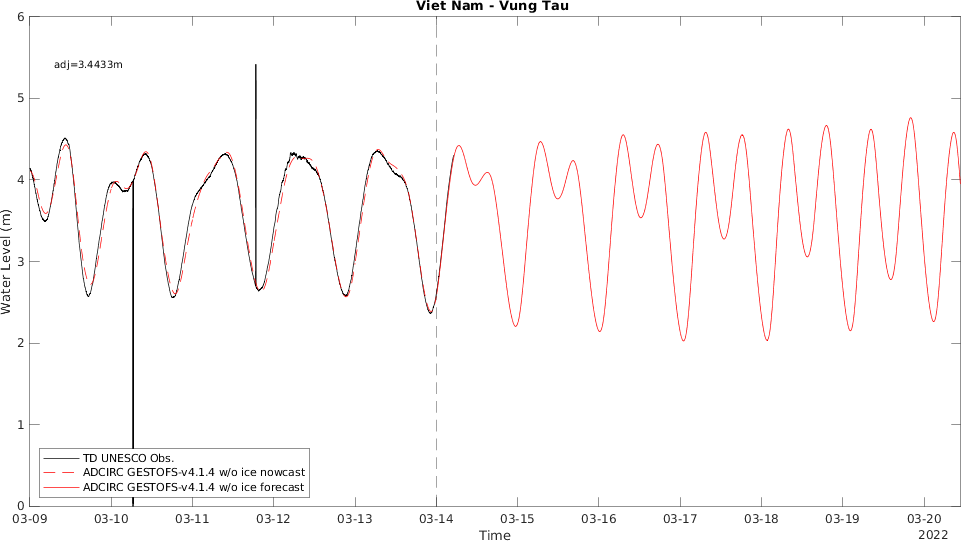 Viet Nam - Vung Tau
6
adj=3.4433m
5
4
3
2
1
0
Water Level (m)
TD UNESCO Obs.
ADCIRC GESTOFS-v4.1.4 w/o ice nowcast
ADCIRC GESTOFS-v4.1.4 w/o ice forecast
03-09 03-10 03-11 03-12 03-13 03-14 03-15 03-16 03-17 03-18 03-19 03-20
Time
2022